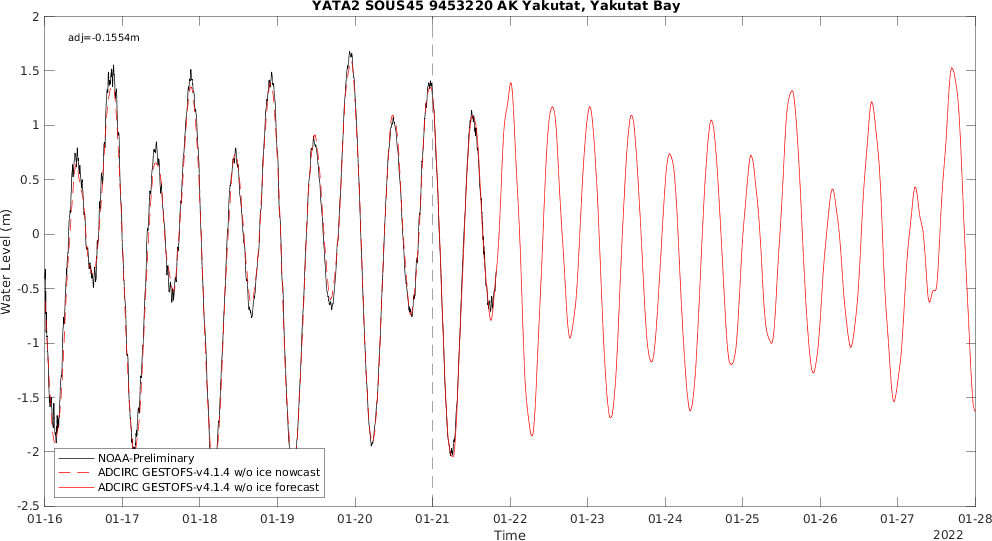 YATA2 SOUS45 9453220 AK Yakutat, Yakutat Bay
adj=-0.1554m
2
1.5
1
0.5
0
-0.5
-1
-1.5
-2
-2.5
Water Level (m)
NOAA-Preliminary
ADCIRC GESTOFS-v4.1.4 w/o ice nowcast
ADCIRC GESTOFS-v4.1.4 w/o ice forecast
01-16 01-17 01-18 01-19 01-20 01-21 01-22 01-23 01-24 01-25 01-26 01-27 01-28
Time
2022